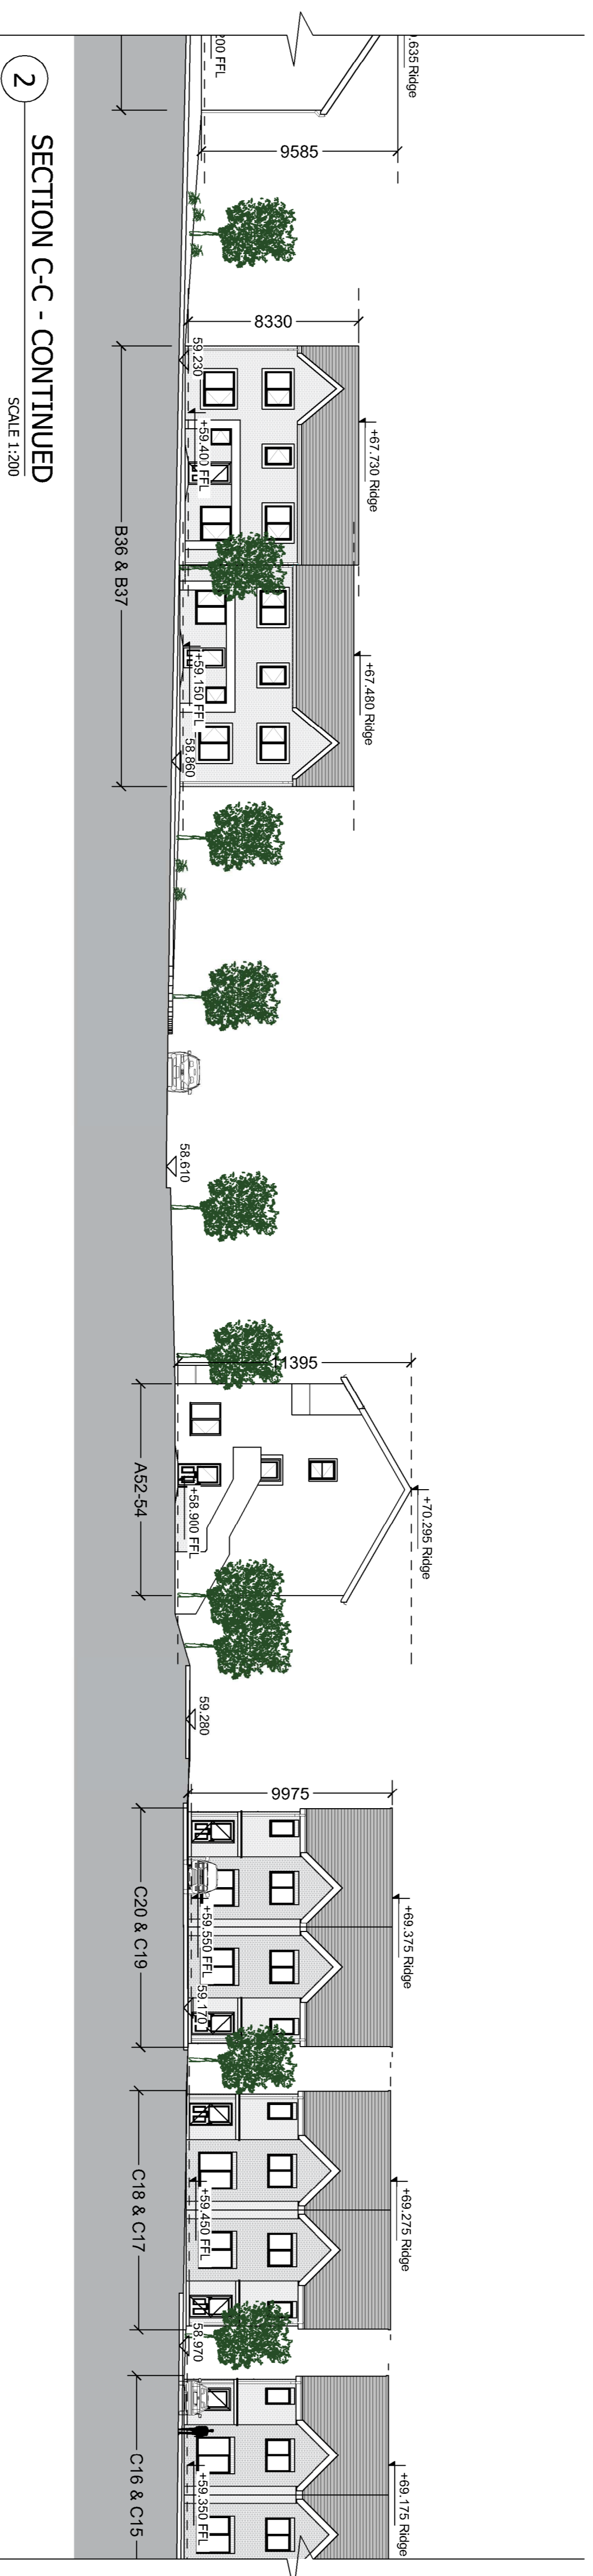 .635 Ridge
00 FFL
9585
8330
59.230
+59.400 FFL
+67.730 Ridge
B36 & B37
+59.150 FFL
+67.480 Ridge
58.860
58.610
11395
+70.295 Ridge
+58.900 FFL
A52-54
59.280
9975
+69.375 Ridge
+59.550 FFL
59.170
C20 & C19
+69.275 Ridge
+59.450 FFL
C18 & C17
58.970
+69.175 Ridge
+59.350 FFL
C16 & C15
2
SECTION C-C - CONTINUED
SCALE 1:200